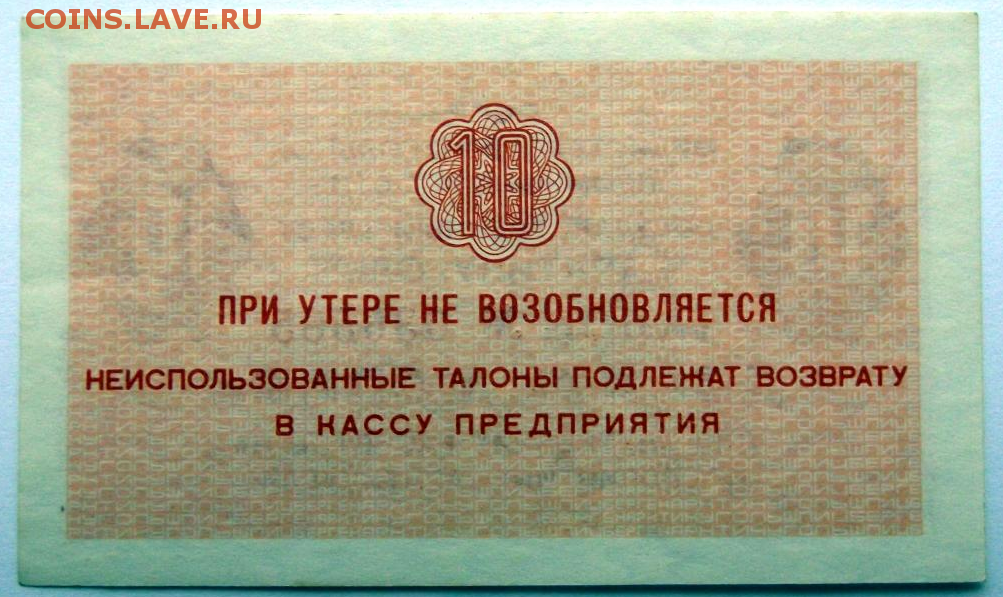 COINS.LAVE.RU
10
ПРИ УТЕРЕ НЕ ВОЗОБНОВЛЯЕТСЯ
НЕИСПОЛЬЗОВАННЫЕ ТАЛОНЫ ПОДЛЕЖАТ ВОЗВРАТУ
В КАССУ ПРЕДПРИЯТИЯ